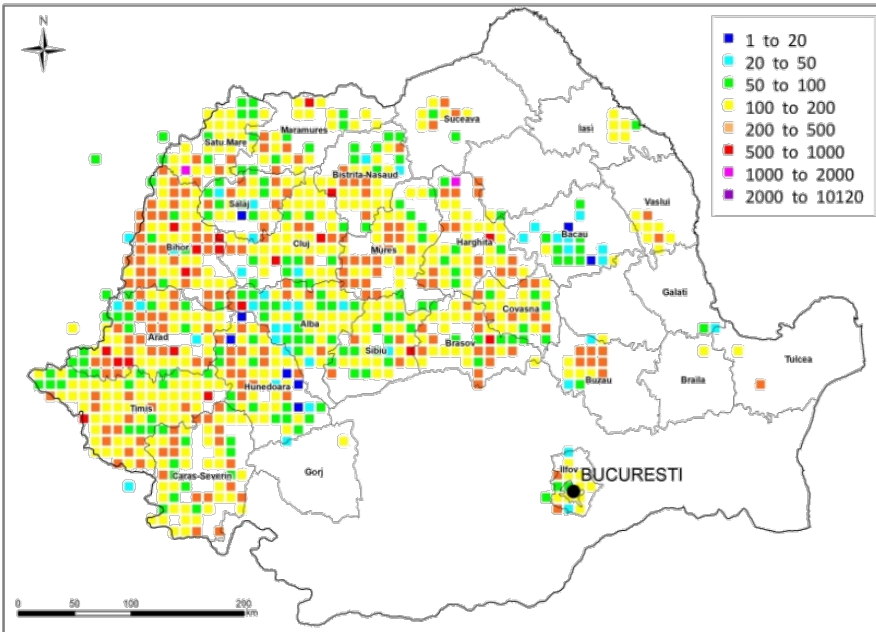 N
1 to 20
20 to 50
50 to 100
100 to 200
200 to 500
500 to 1000
1000 to 2000
2000 to 10120
Suceava
Maramures
Iasi
Satu Mare
Bistrita-Nasaud
Salaj
Vaslui
Bacau
Bihor
Cluj
Mures
Harghita
Galati
Covasna
Alba
Arad
Sibiu
Brasov
Tulcea
Buzau
Braila
Hunedoara
Timis
Ilfov
BUCURESTI
Gorj
Caras-Severin
0 50 100 200
km